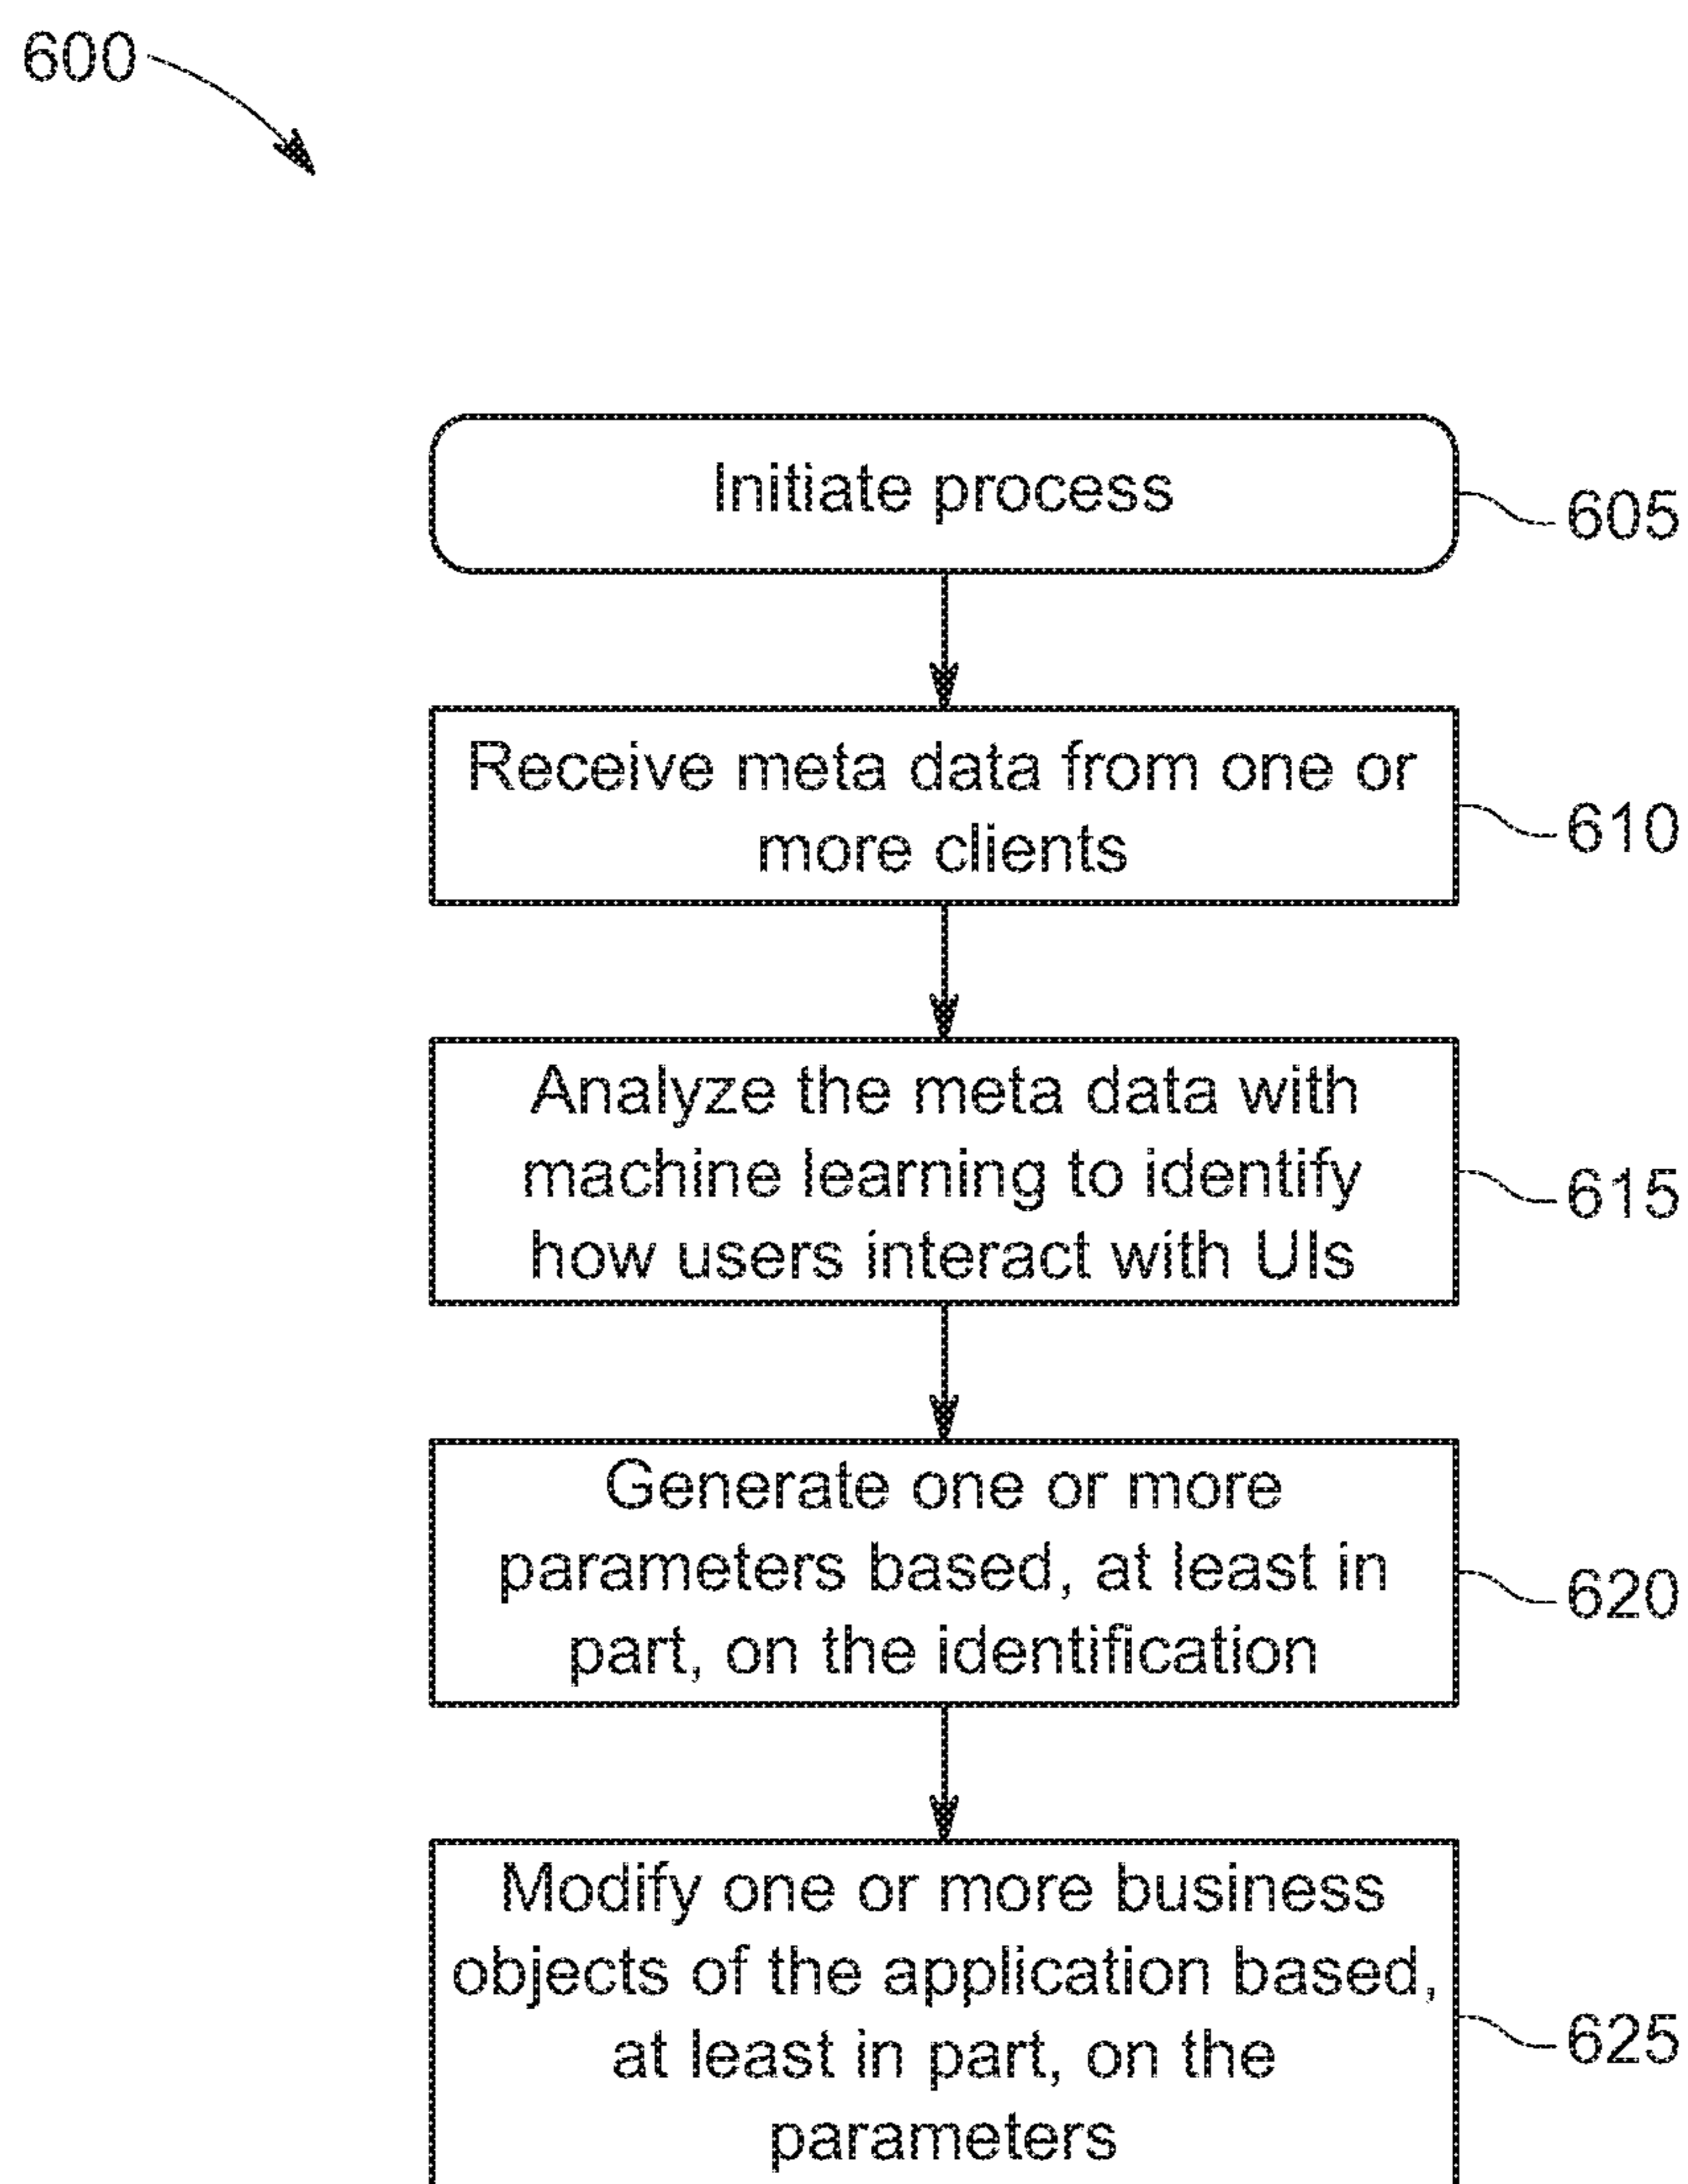 600
Initiate process
605
Receive meta data from one or
more clients
610
Analyze the meta data with
machine learning to identify
how users interact with UIs
615
Generate one or more
parameters based, at least in
part, on the identification
620
Modify one or more business
objects of the application based,
at least in part, on the
parameters
625